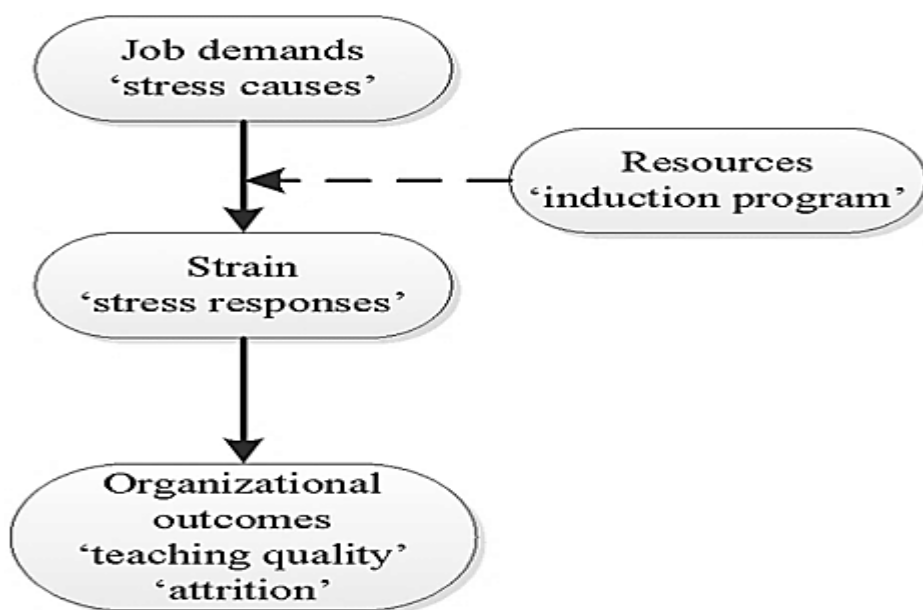 Job demands
‘stress causes’
Resources
‘induction program’
Strain
‘stress responses’
Organizational
outcomes
‘teaching quality’
‘attrition’